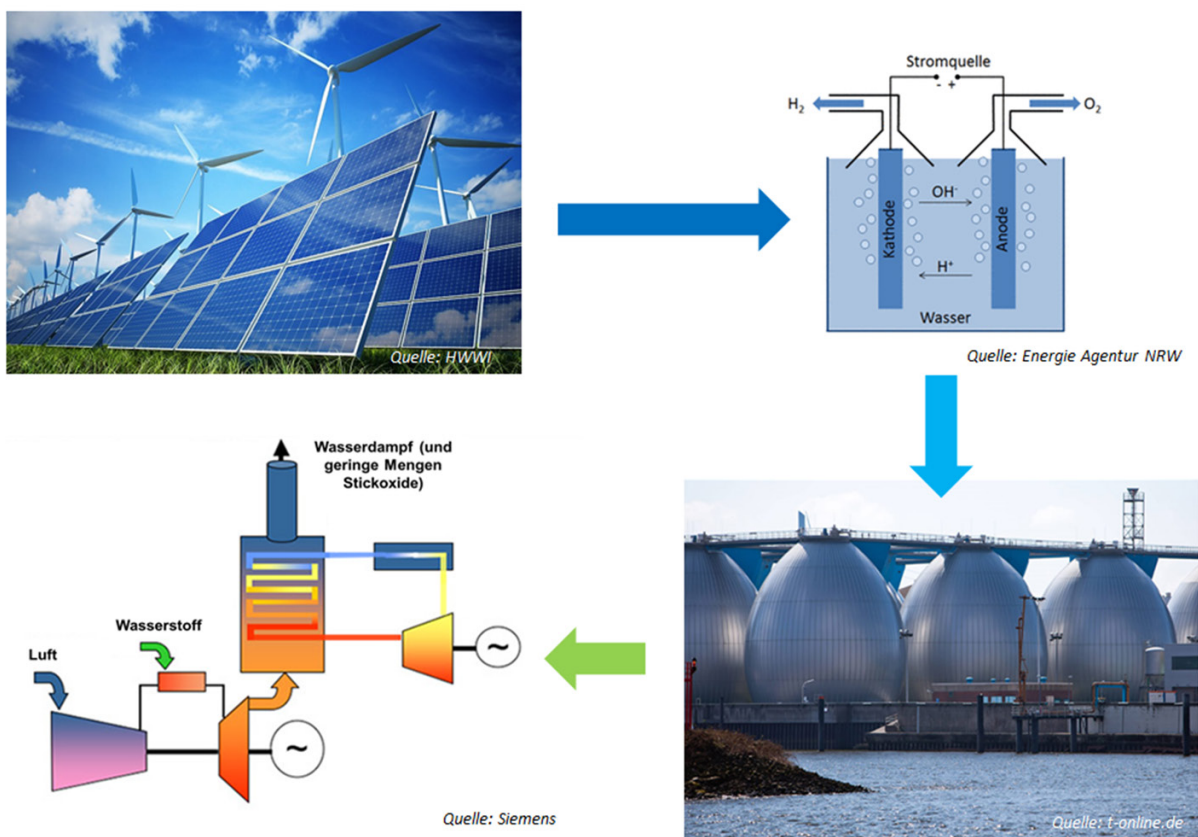 Quelle: HWWI
Stromquelle
- +
H₂
O₂
OH⁻
Kathode
Anode
H⁺
Wasser
Quelle: Energie Agentur NRW
Wasserdampf (und
geringe Mengen
Stickoxide)
Wasserstoff
Luft
~
~
Quelle: Siemens
Quelle: t-online.de